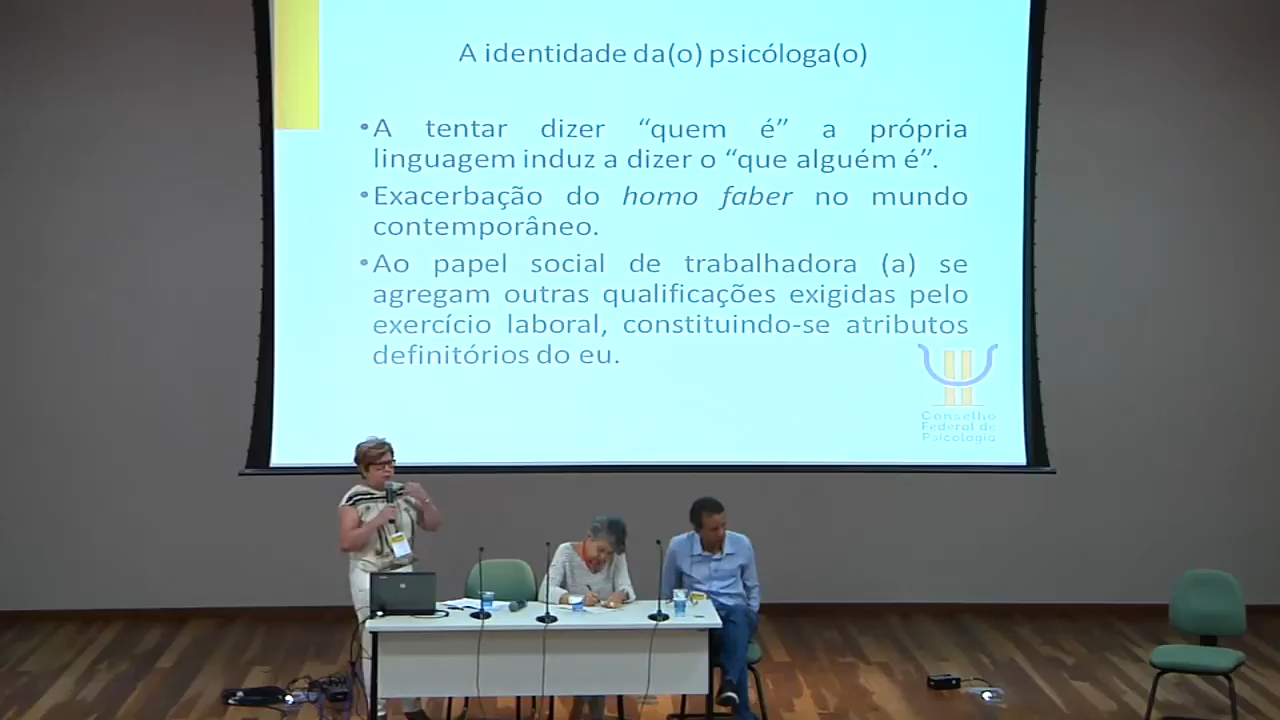 A identidade da(o) psicóloga(o)
•A tentar dizer “quem é” a própria
linguagem induz a dizer o “que alguém é”.
•Exacerbação do homo faber no mundo
contemporâneo.
•Ao papel social de trabalhadora (a) se
agregam outras qualificações exigidas pelo
exercício laboral, constituindo-se atributos
definitórios do eu.
Conselho
Federal de
Psicologia